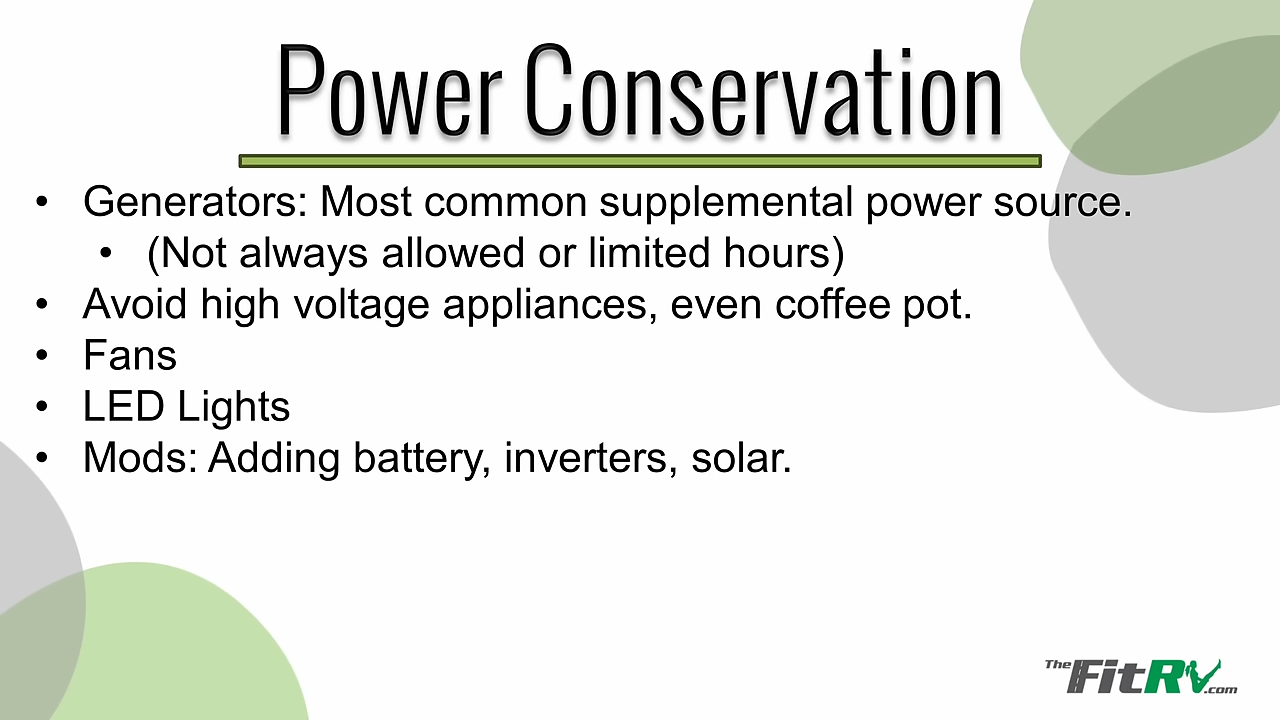 Power Conservation
• Generators: Most common supplemental power source.
• (Not always allowed or limited hours)
• Avoid high voltage appliances, even coffee pot.
• Fans
• LED Lights
• Mods: Adding battery, inverters, solar.
The FitRV.com